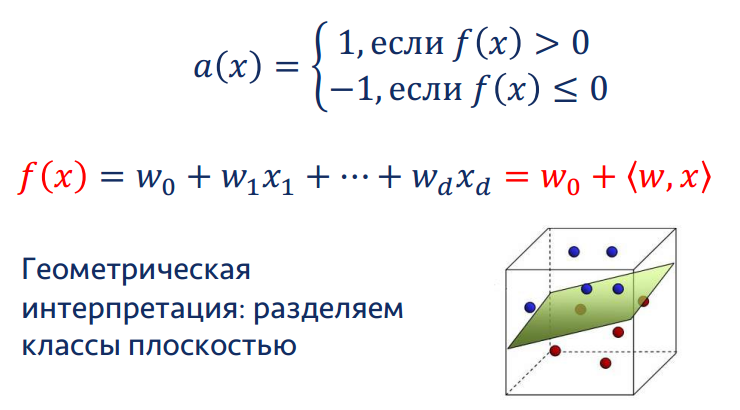 a(x) = { 1, если f(x) > 0
−1, если f(x) ≤ 0
f(x) = w₀ + w₁x₁ + ⋯ + w_d x_d = w₀ + ⟨w, x⟩
Геометрическая
интерпретация: разделяем
классы плоскостью